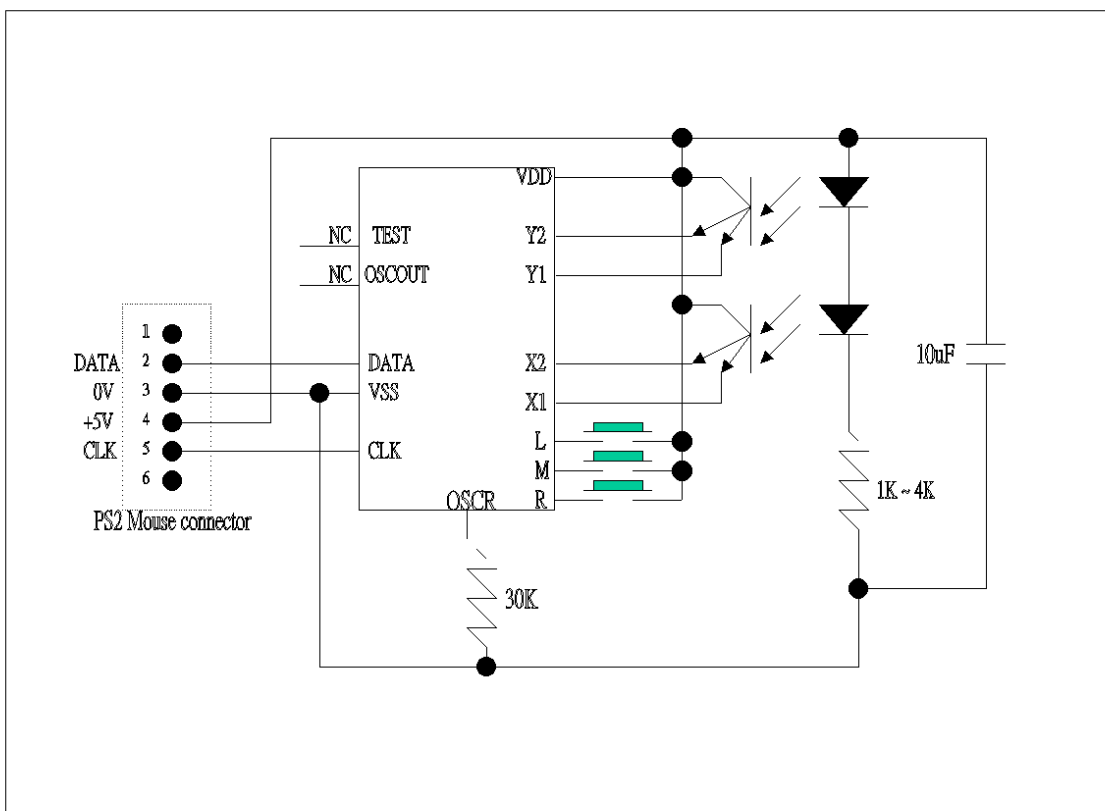 VDD
NC TEST
Y2
NC OSCOUT
Y1
1
DATA 2 DATA
X2
10uF
0V 3 VSS
X1
+5V 4
L
CLK 5 CLK
M
6
R
1K ~ 4K
OSCR
PS2 Mouse connector
30K